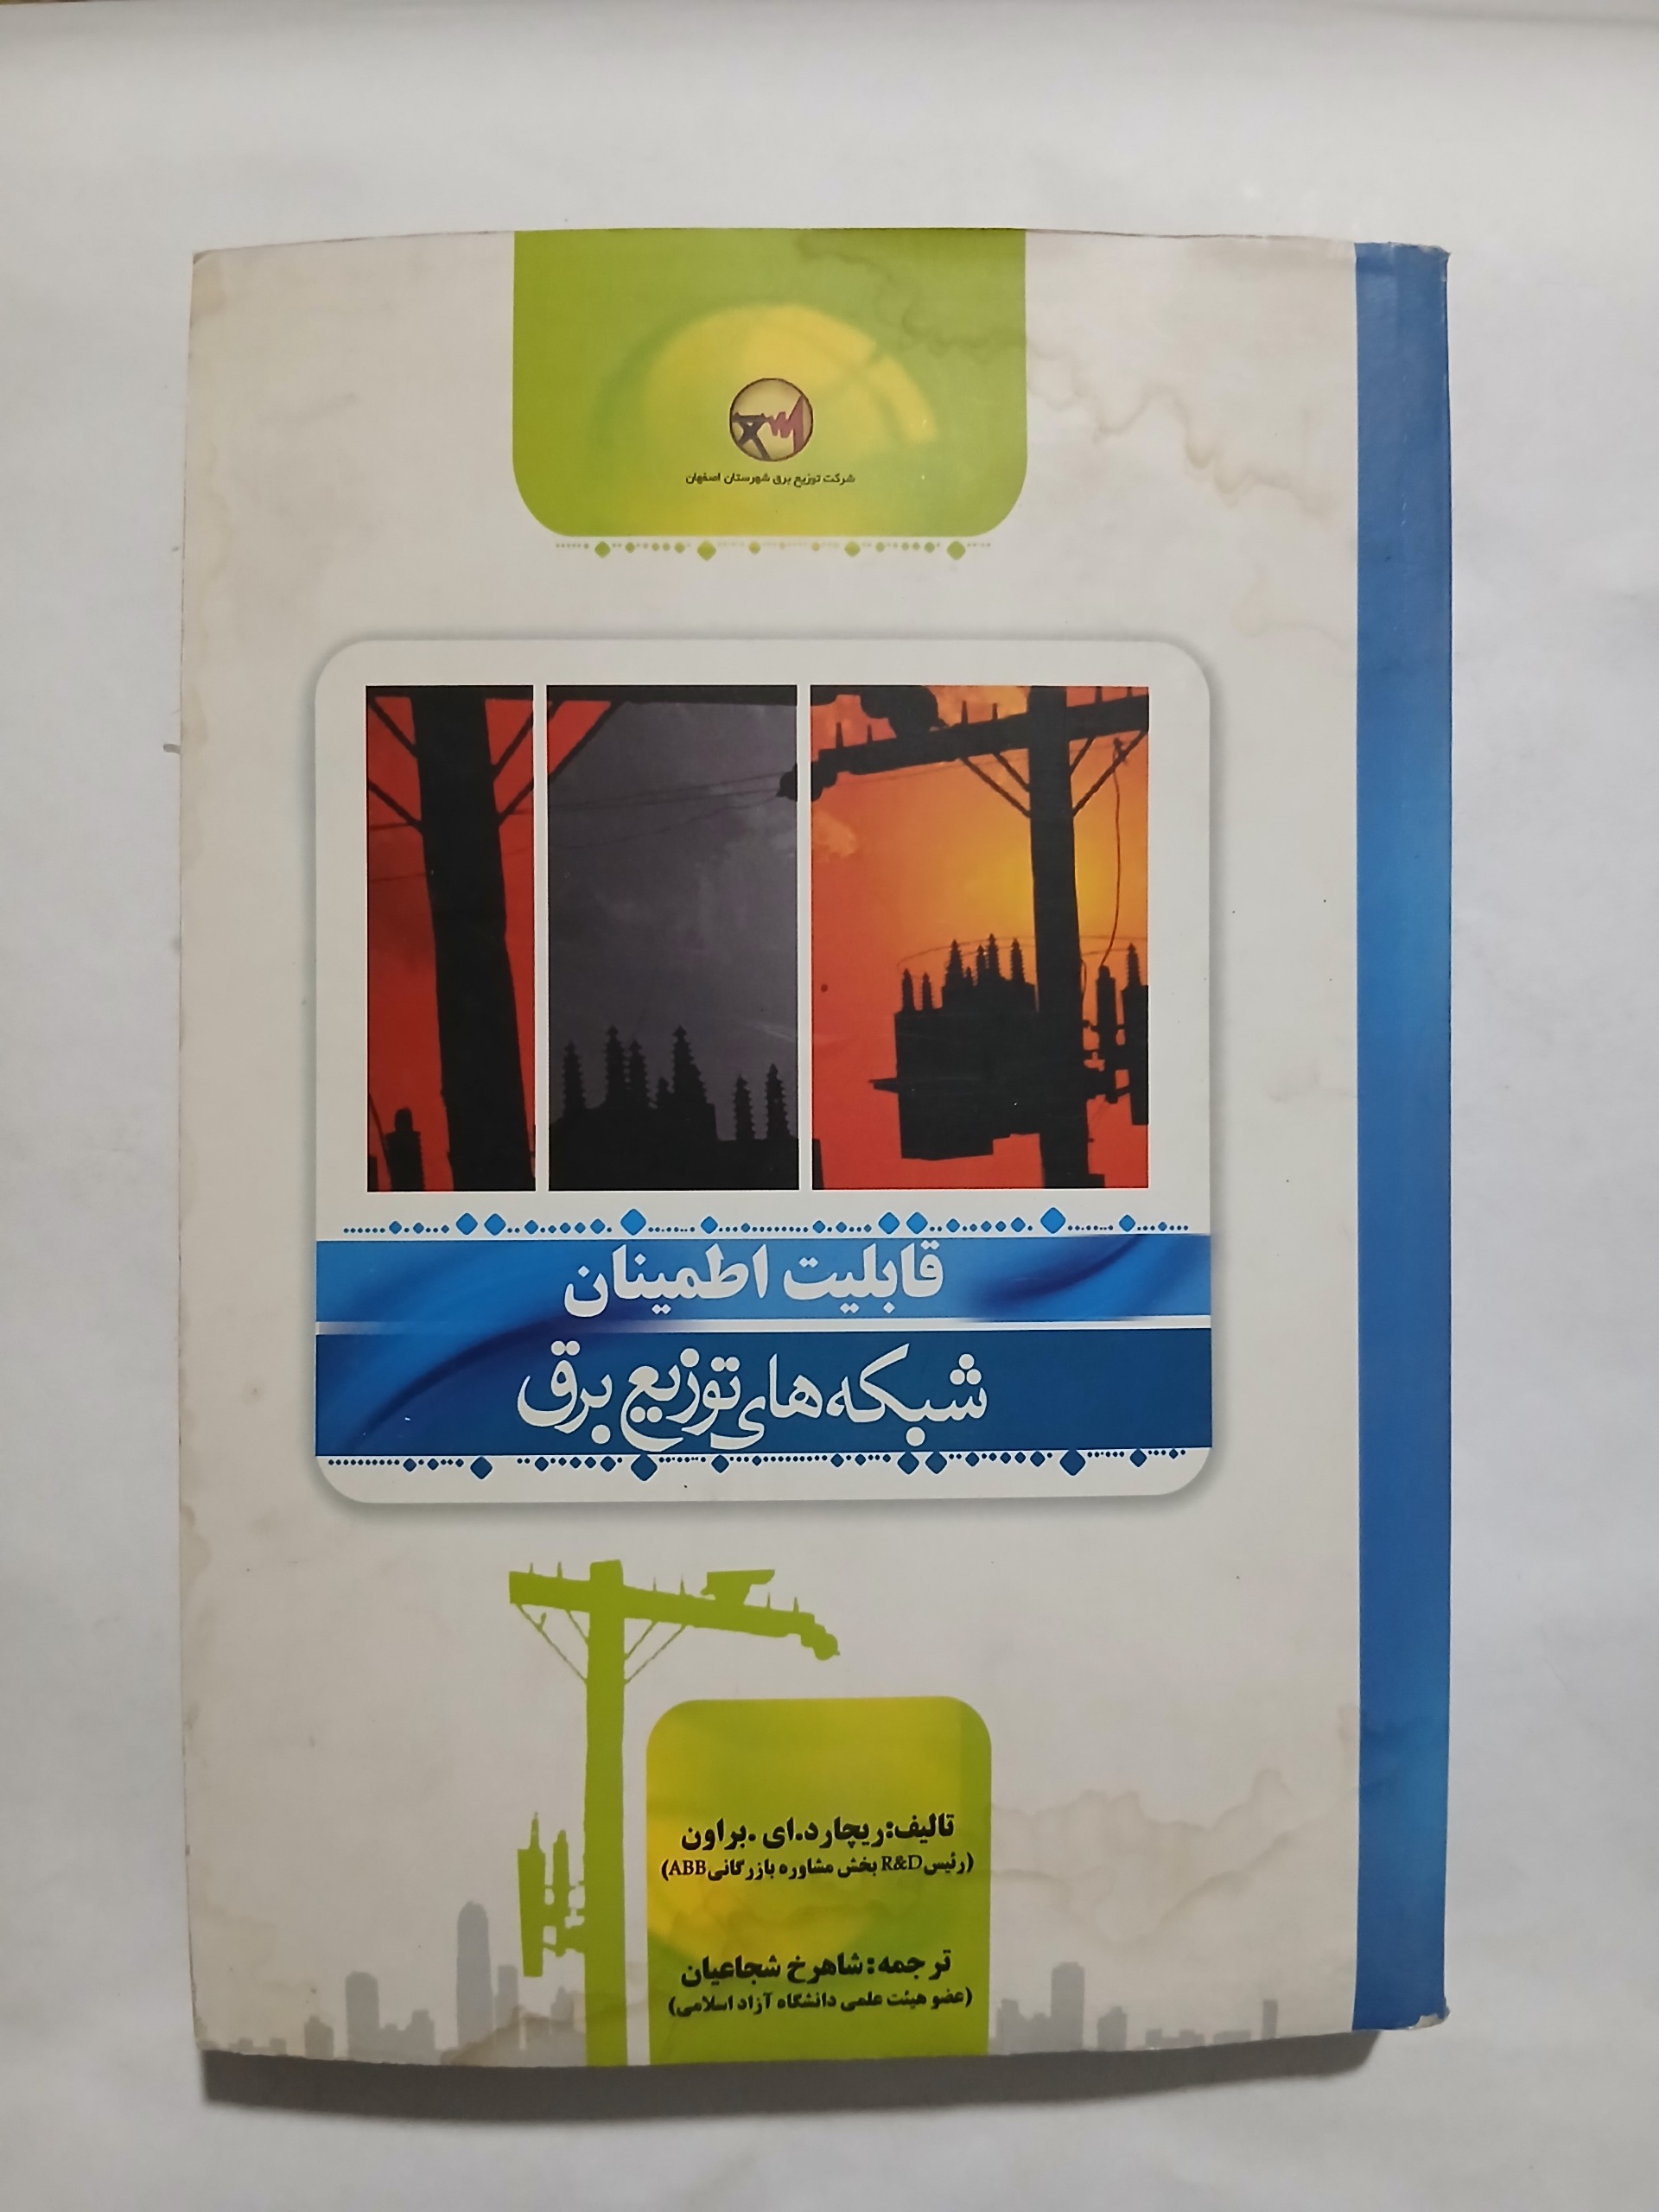 شرکت توزیع برق شهرستان اصفهان
قابلیت اطمینان
شبکه های توزیع برق
تالیف:ریچارد.ای.براون
(رئیس R&D بخش مشاوره بازرگانی ABB)
ترجمه:شاهرخ شجاعیان
(عضو هیئت علمی دانشگاه آزاد اسلامی)